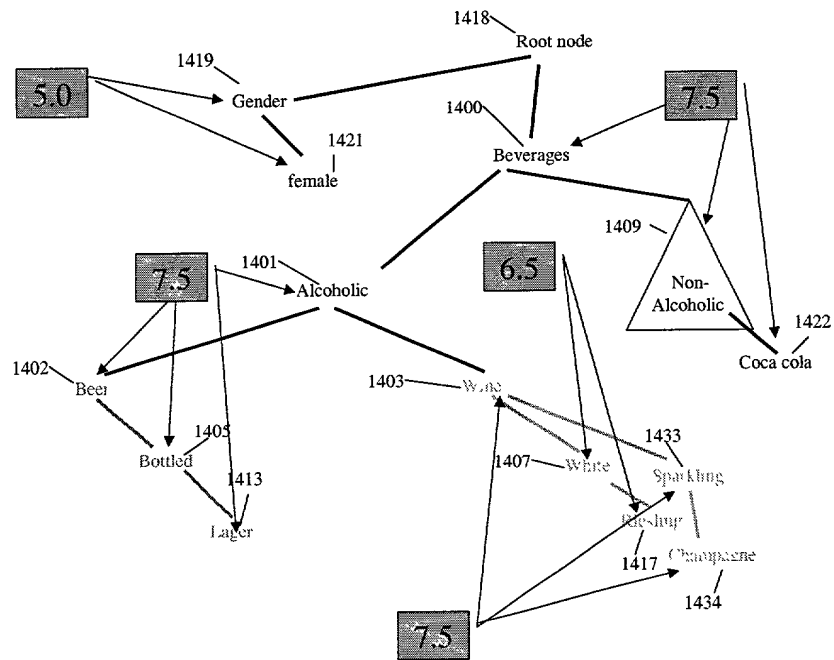 1418
Root node
1419
5.0
Gender
7.5
1400
1421
Beverages
female
1409
1401
6.5
7.5
Alcoholic
Non-
Alcoholic
1422
Coca cola
1402
Beer
1403
Wine
1405
1433
Bottled
1407
White
Sparkling
1413
Lager
Riesling
1417
Champagne
1434
7.5